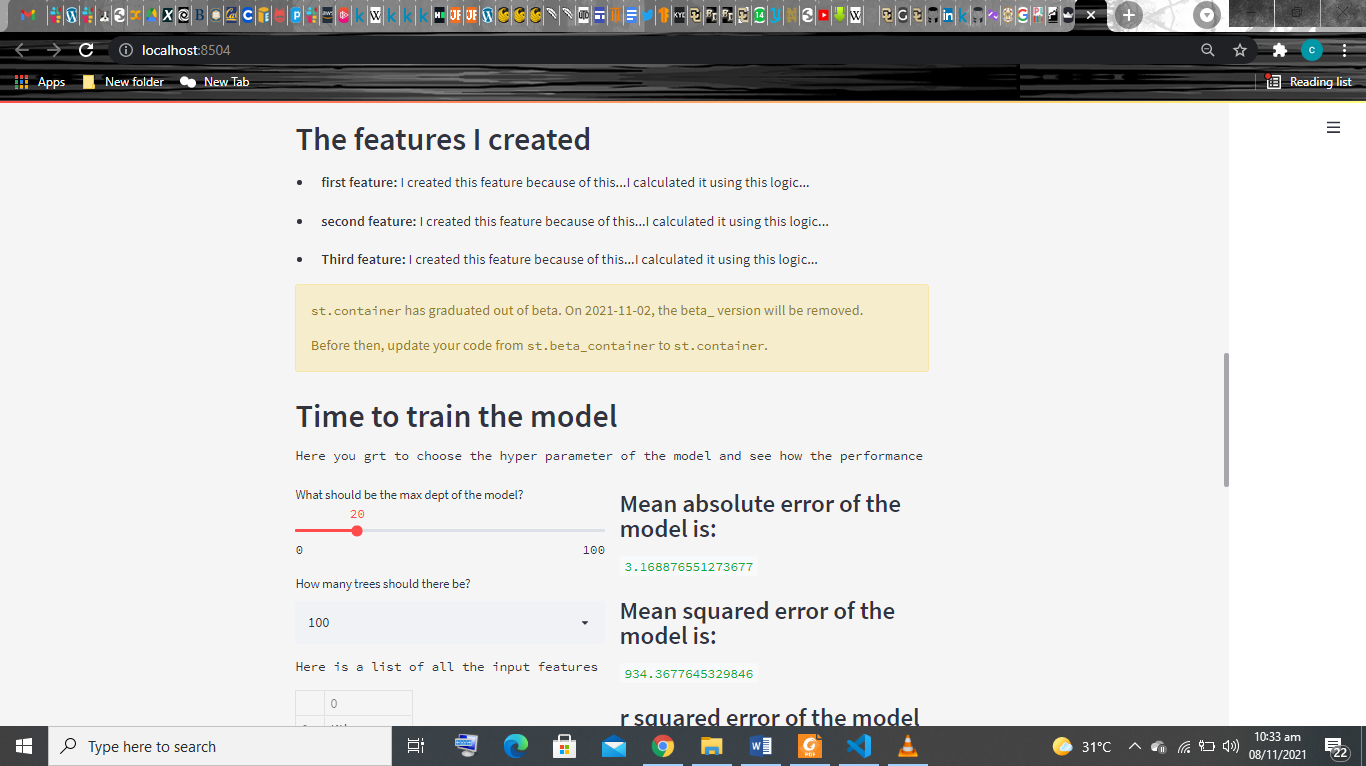 localhost:8504
Apps
New folder
New Tab
Reading list
The features I created
first feature: I created this feature because of this...I calculated it using this logic...
second feature: I created this feature because of this...I calculated it using this logic...
Third feature: I created this feature because of this...I calculated it using this logic...
st.container has graduated out of beta. On 2021-11-02, the beta_ version will be removed.
Before then, update your code from st.beta_container to st.container.
Time to train the model
Here you grt to choose the hyper parameter of the model and see how the performance
What should be the max dept of the model?
20
0
100
How many trees should there be?
100
Here is a list of all the input features
0
Mean absolute error of the
model is:
3.168876551273677
Mean squared error of the
model is:
934.3677645329846
r squared error of the model
Type here to search
31°C
10:33 am
08/11/2021
22